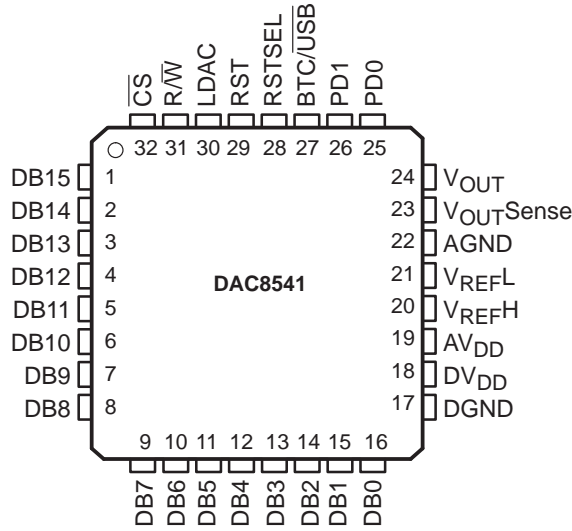 C̅S̅
R/W̅
LDAC
RST
RSTSEL
BTC/U̅S̅B̅
PD1
PD0
32 31 30 29 28 27 26 25
DB15 1 24 VOUT
DB14 2 23 VOUTSense
DB13 3 22 AGND
DB12 4 21 VREFL
DAC8541
DB11 5 20 VREFH
DB10 6 19 AVDD
DB9 7 18 DVDD
DB8 8 17 DGND
9 10 11 12 13 14 15 16
DB7
DB6
DB5
DB4
DB3
DB2
DB1
DB0